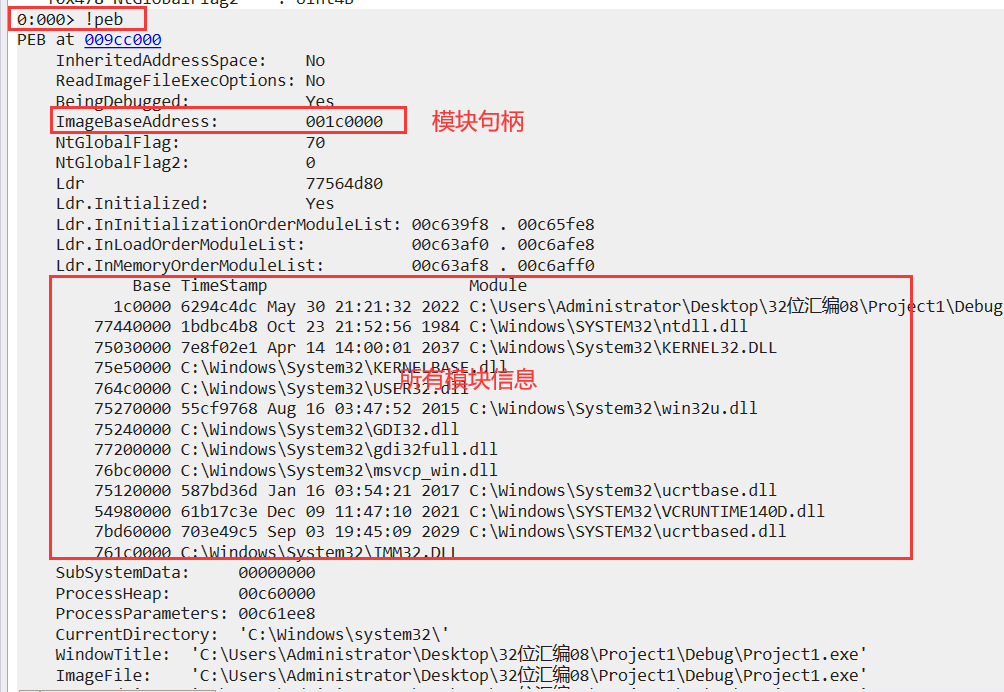 0:000> !peb
PEB at 009cc000
InheritedAddressSpace: No
ReadImageFileExecOptions: No
BeingDebugged: Yes
ImageBaseAddress: 001c0000 模块句柄
NtGlobalFlag: 70
NtGlobalFlag2: 0
Ldr 77564d80
Ldr.Initialized: Yes
Ldr.InInitializationOrderModuleList: 00c639f8 . 00c65fe8
Ldr.InLoadOrderModuleList: 00c63af0 . 00c6afe8
Ldr.InMemoryOrderModuleList: 00c63af8 . 00c6aff0
Base TimeStamp Module
1c0000 6294c4dc May 30 21:21:32 2022 C:\Users\Administrator\Desktop\32位汇编08\Project1\Debug
77440000 1bdbc4b8 Oct 23 21:52:56 1984 C:\Windows\SYSTEM32\ntdll.dll
75030000 7e8f02e1 Apr 14 14:00:01 2037 C:\Windows\System32\KERNEL32.DLL
75e50000 C:\Windows\System32\KERNELBASE.dll
所有模块信息
764c0000 C:\Windows\System32\USER32.dll
75270000 55cf9768 Aug 16 03:47:52 2015 C:\Windows\System32\win32u.dll
75240000 C:\Windows\System32\GDI32.dll
77200000 C:\Windows\System32\gdi32full.dll
76bc0000 C:\Windows\System32\msvcp_win.dll
75120000 587bd36d Jan 16 03:54:21 2017 C:\Windows\System32\ucrtbase.dll
54980000 61b17c3e Dec 09 11:47:10 2021 C:\Windows\SYSTEM32\VCRUNTIME140D.dll
7bd60000 703e49c5 Sep 03 19:45:09 2029 C:\Windows\SYSTEM32\ucrtbased.dll
761c0000 C:\Windows\System32\IMM32.DLL
SubSystemData: 00000000
ProcessHeap: 00c60000
ProcessParameters: 00c61ee8
CurrentDirectory: 'C:\Windows\system32\'
WindowTitle: 'C:\Users\Administrator\Desktop\32位汇编08\Project1\Debug\Project1.exe'
ImageFile: 'C:\Users\Administrator\Desktop\32位汇编08\Project1\Debug\Project1.exe'